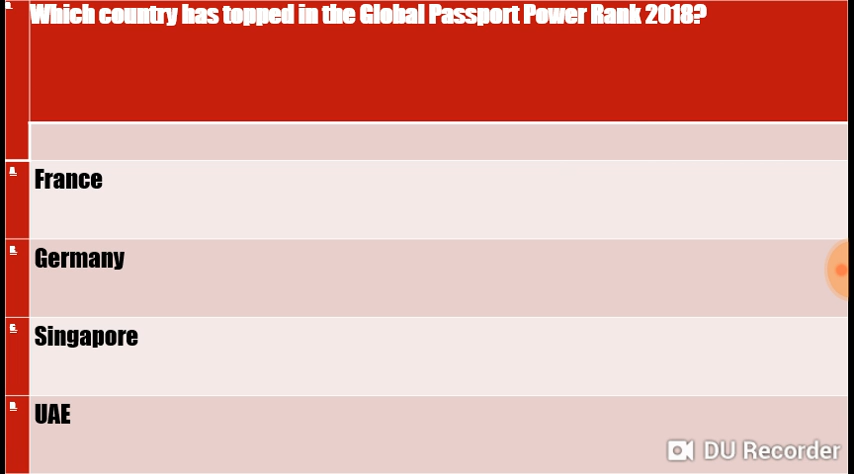 Which country has topped in the Global Passport Power Rank 2018?
France
Germany
Singapore
UAE
DU Recorder